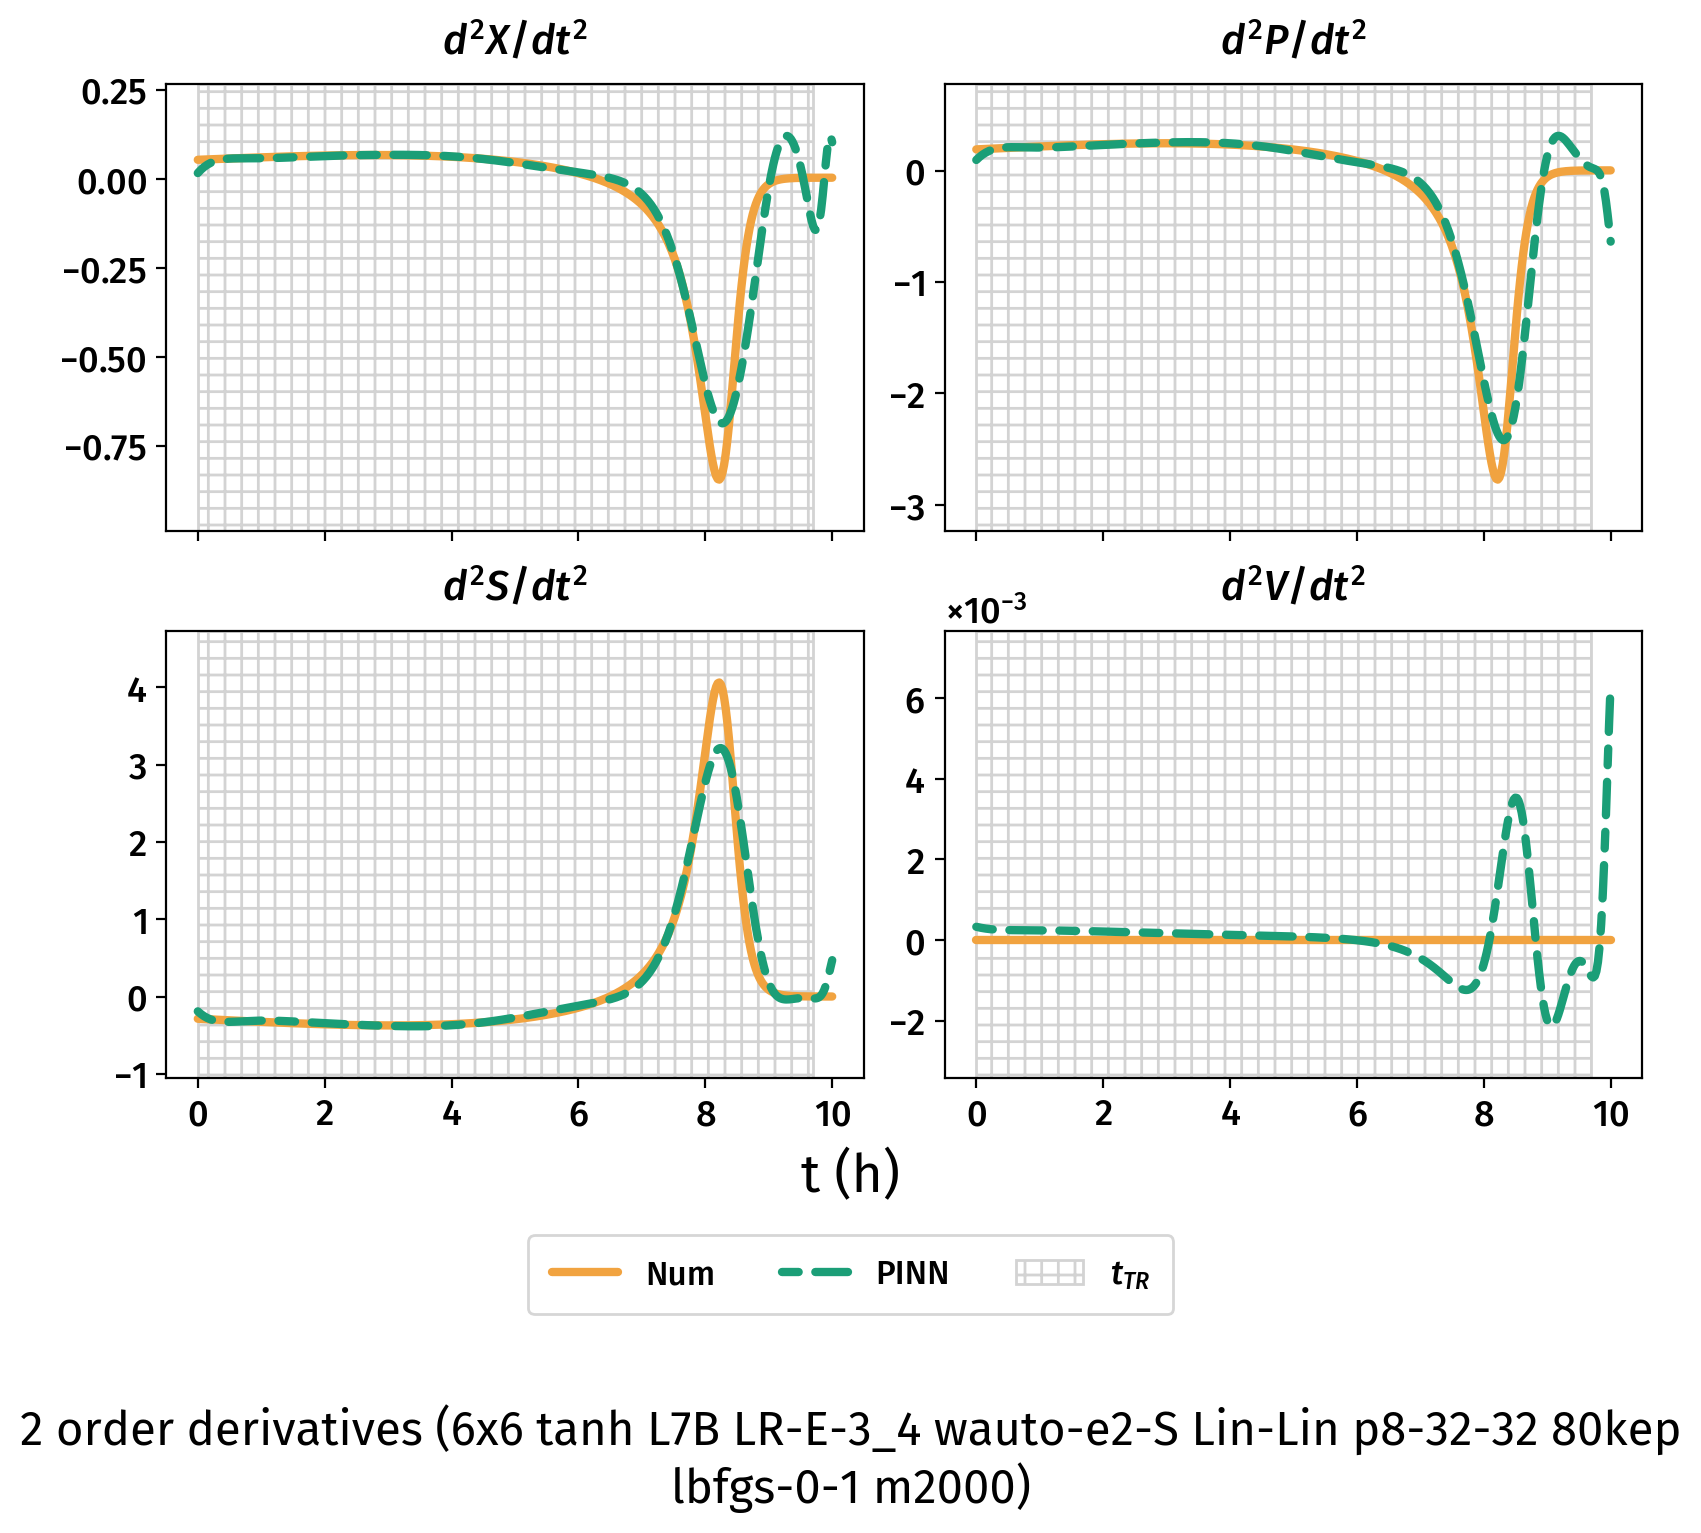 d²X/dt²
d²P/dt²
0.25
0.00
−0.25
−0.50
−0.75
0
−1
−2
−3
d²S/dt²
d²V/dt²
×10⁻³
4
3
2
1
0
−1
6
4
2
0
−2
0 2 4 6 8 10
0 2 4 6 8 10
t (h)
Num PINN t_TR
2 order derivatives (6x6 tanh L7B LR-E-3_4 wauto-e2-S Lin-Lin p8-32-32 80kep
lbfgs-0-1 m2000)